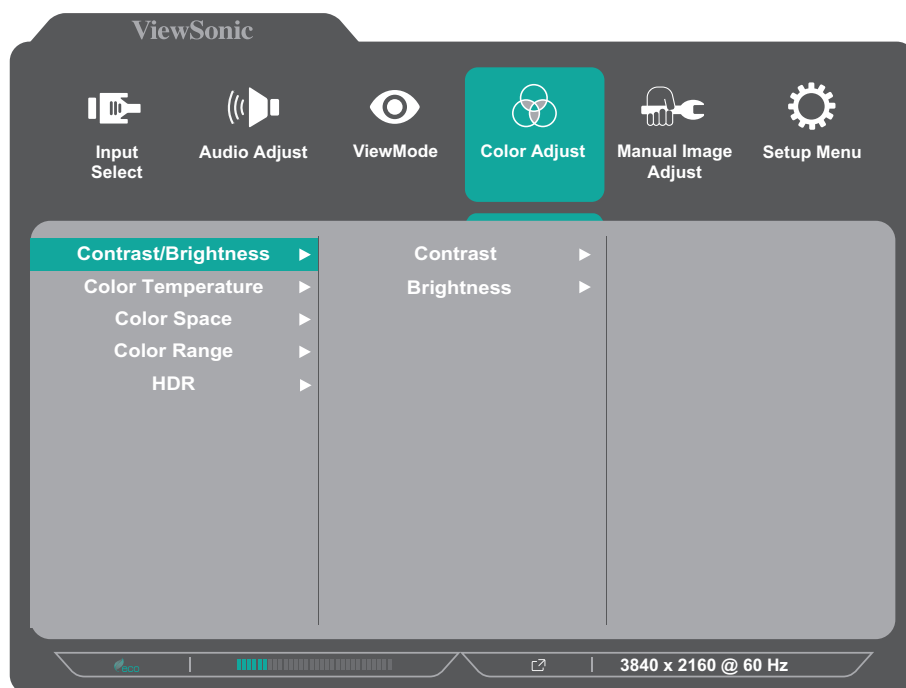 ViewSonic
Input
Select
Audio Adjust
ViewMode
Color Adjust
Manual Image
Adjust
Setup Menu
Contrast/Brightness
Color Temperature
Color Space
Color Range
HDR
Contrast
Brightness
eco
3840 x 2160 @ 60 Hz